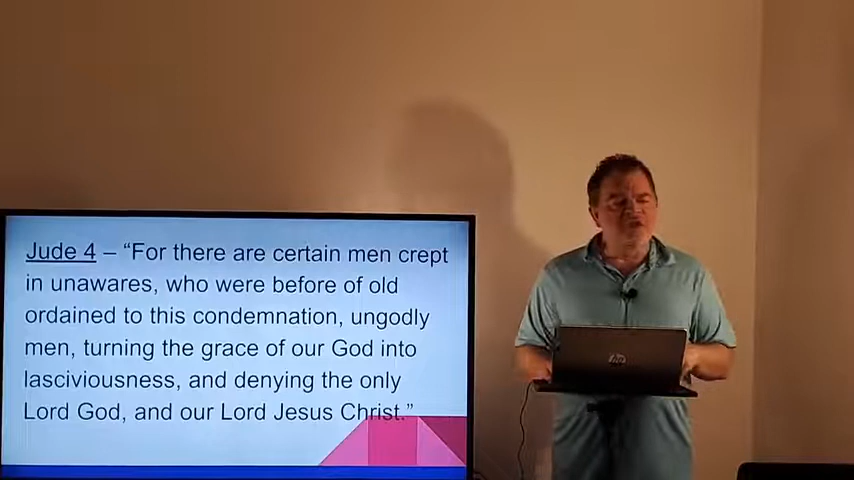 Jude 4 – “For there are certain men crept
in unawares, who were before of old
ordained to this condemnation, ungodly
men, turning the grace of our God into
lasciviousness, and denying the only
Lord God, and our Lord Jesus Christ.”
hp